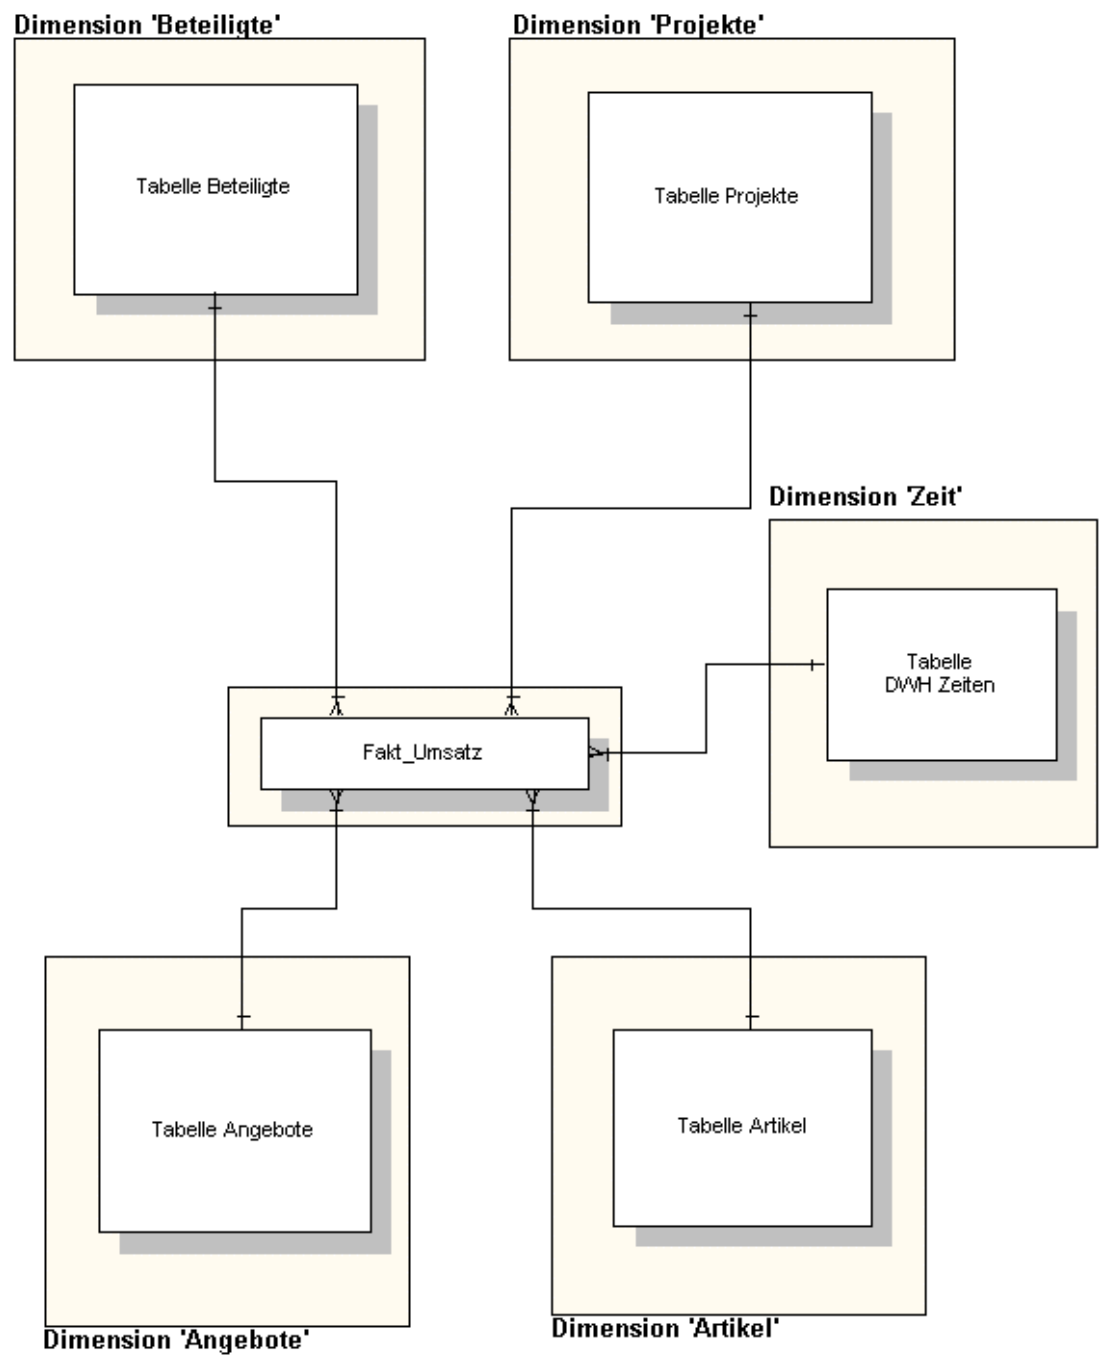 Dimension 'Beteiligte'
Dimension 'Projekte'
Tabelle Beteiligte
Tabelle Projekte
Dimension 'Zeit'
Tabelle
DWH Zeiten
Fakt_Umsatz
Tabelle Angebote
Tabelle Artikel
Dimension 'Angebote'
Dimension 'Artikel'